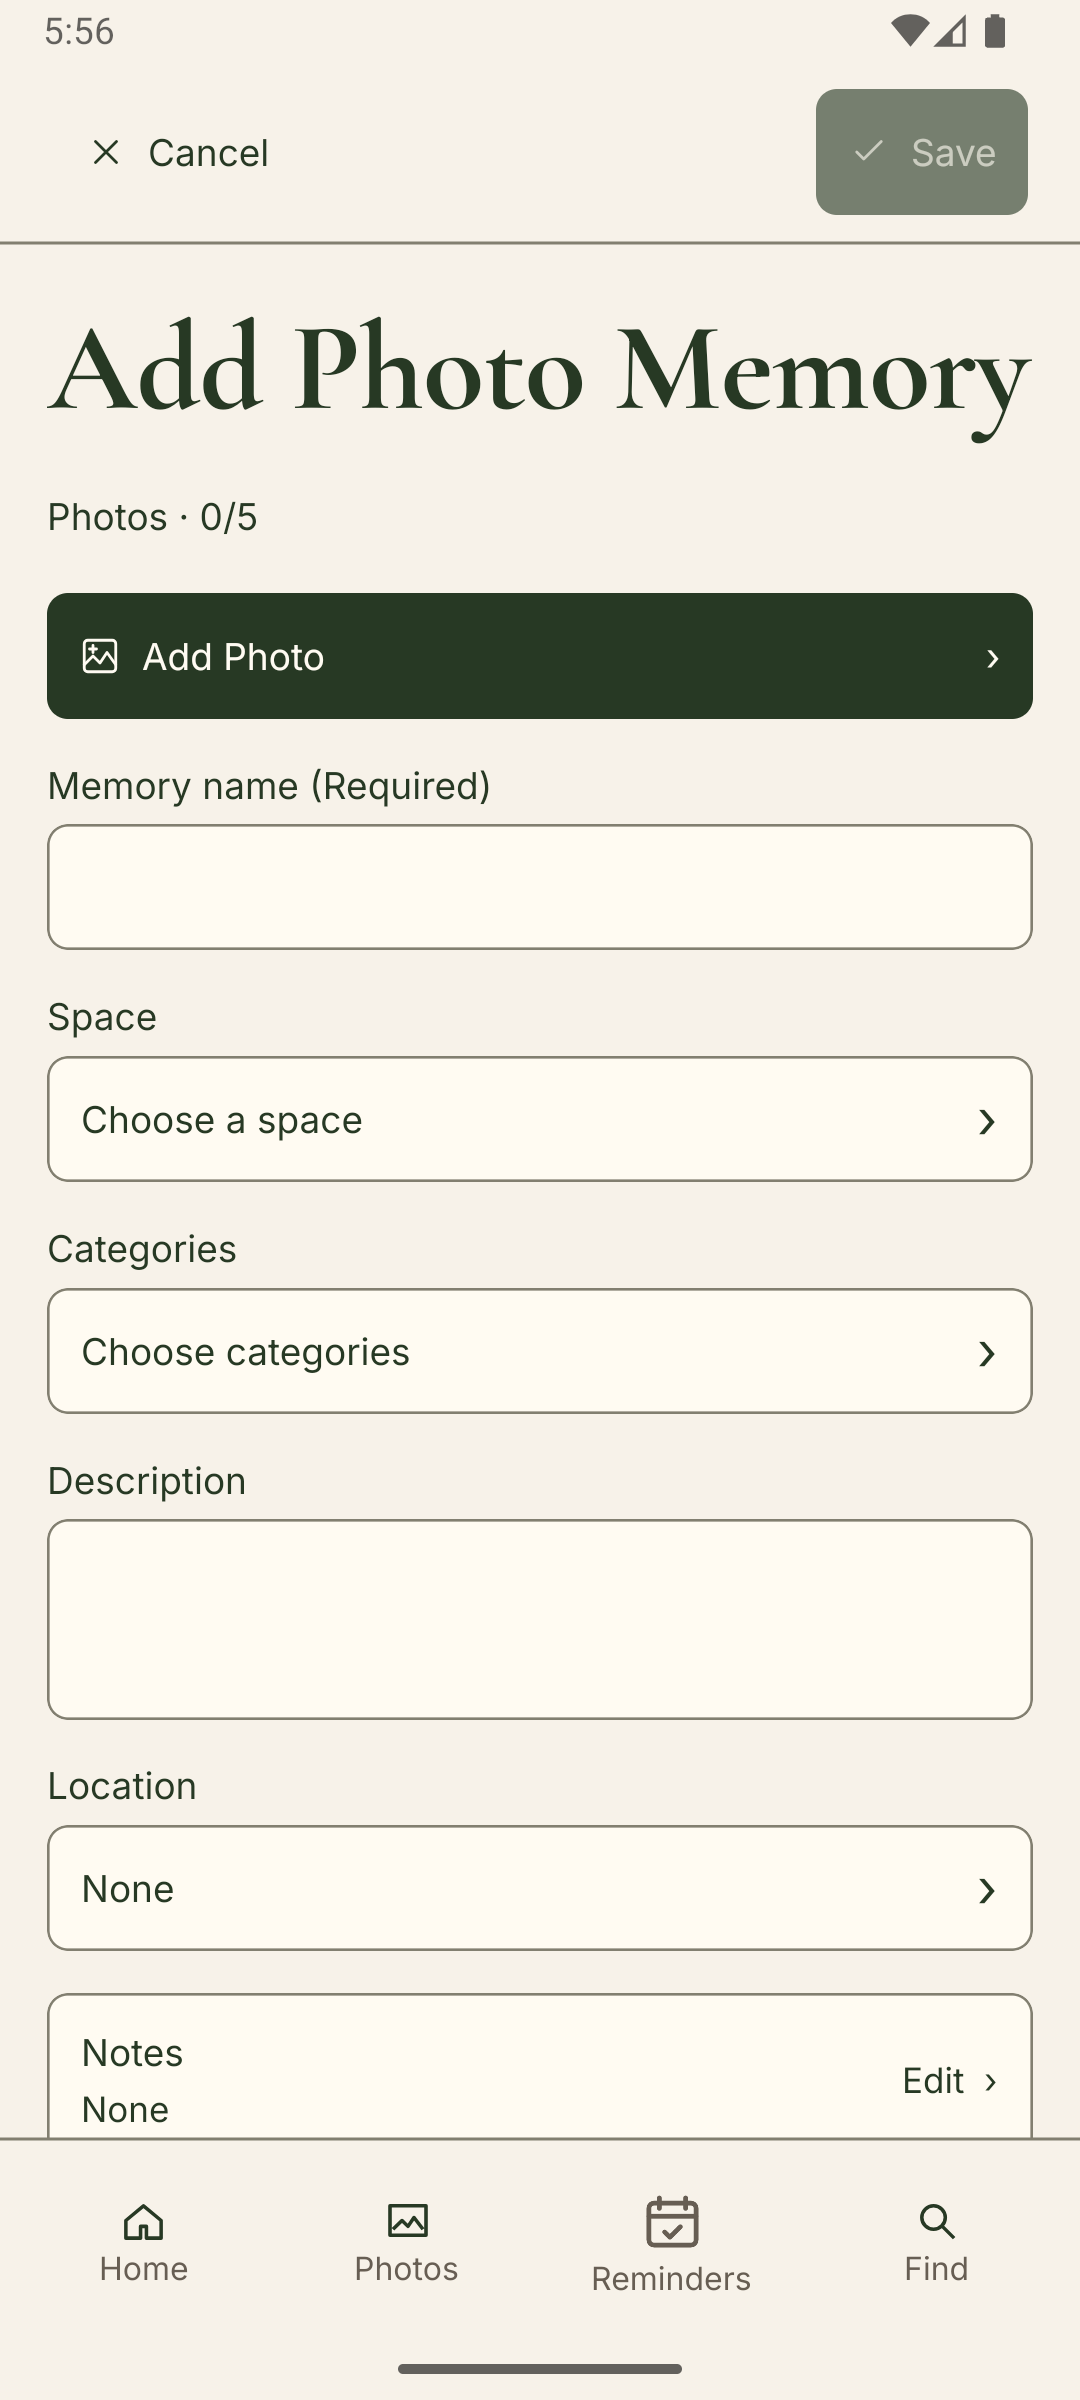 5:56
Cancel
Save
Add Photo Memory
Photos · 0/5
Add Photo
Memory name (Required)
Space
Choose a space
Categories
Choose categories
Description
Location
None
Notes
None
Edit
Home
Photos
Reminders
Find